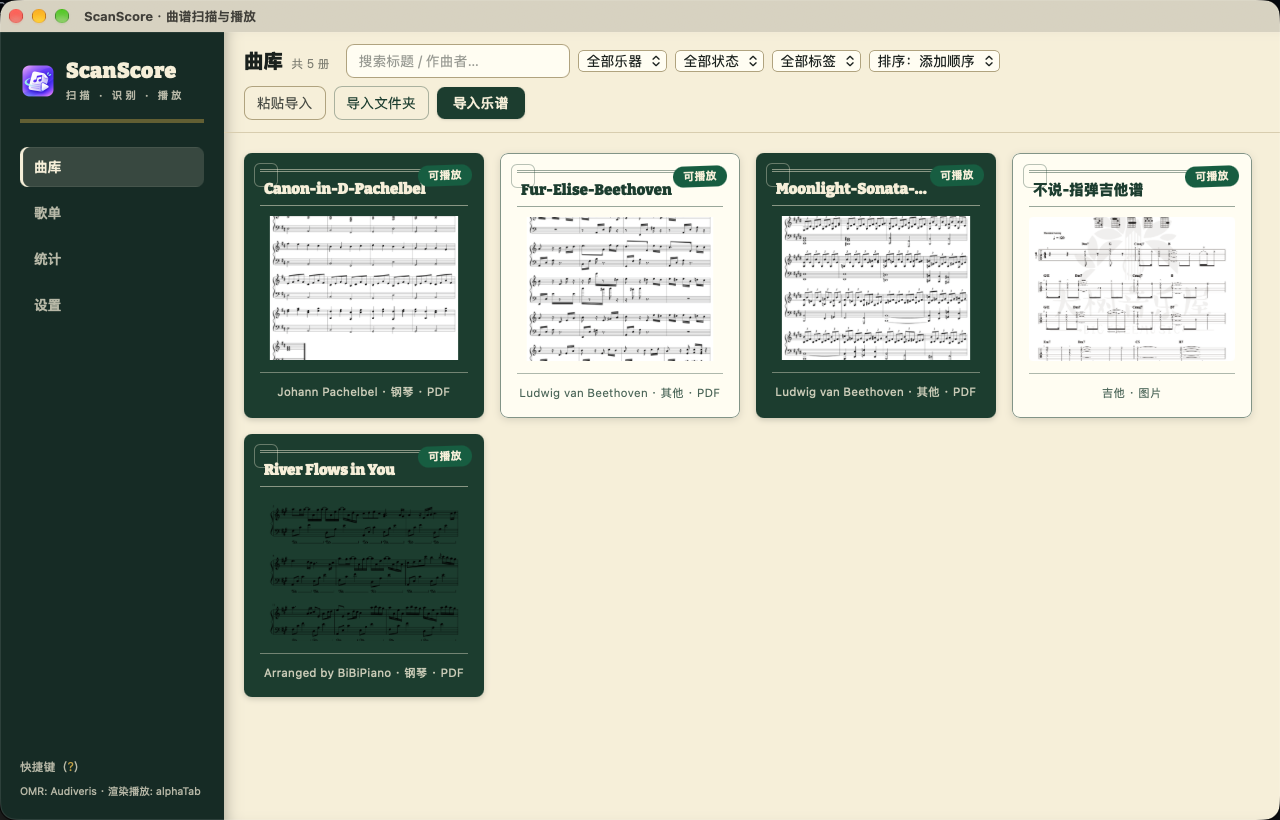 ScanScore · 曲谱扫描与播放
ScanScore
扫描 · 识别 · 播放
曲库
歌单
统计
设置
快捷键（?）
OMR: Audiveris · 渲染播放: alphaTab
曲库 共 5 册
搜索标题 / 作曲者...
全部乐器
全部状态
全部标签
排序：添加顺序
粘贴导入
导入文件夹
导入乐谱
可播放
Canon-in-D-Pachelbel
Johann Pachelbel · 钢琴 · PDF
可播放
Fur-Elise-Beethoven
Ludwig van Beethoven · 其他 · PDF
可播放
Moonlight-Sonata-...
Ludwig van Beethoven · 其他 · PDF
可播放
不说-指弹吉他谱
吉他 · 图片
可播放
River Flows in You
Arranged by BiBiPiano · 钢琴 · PDF